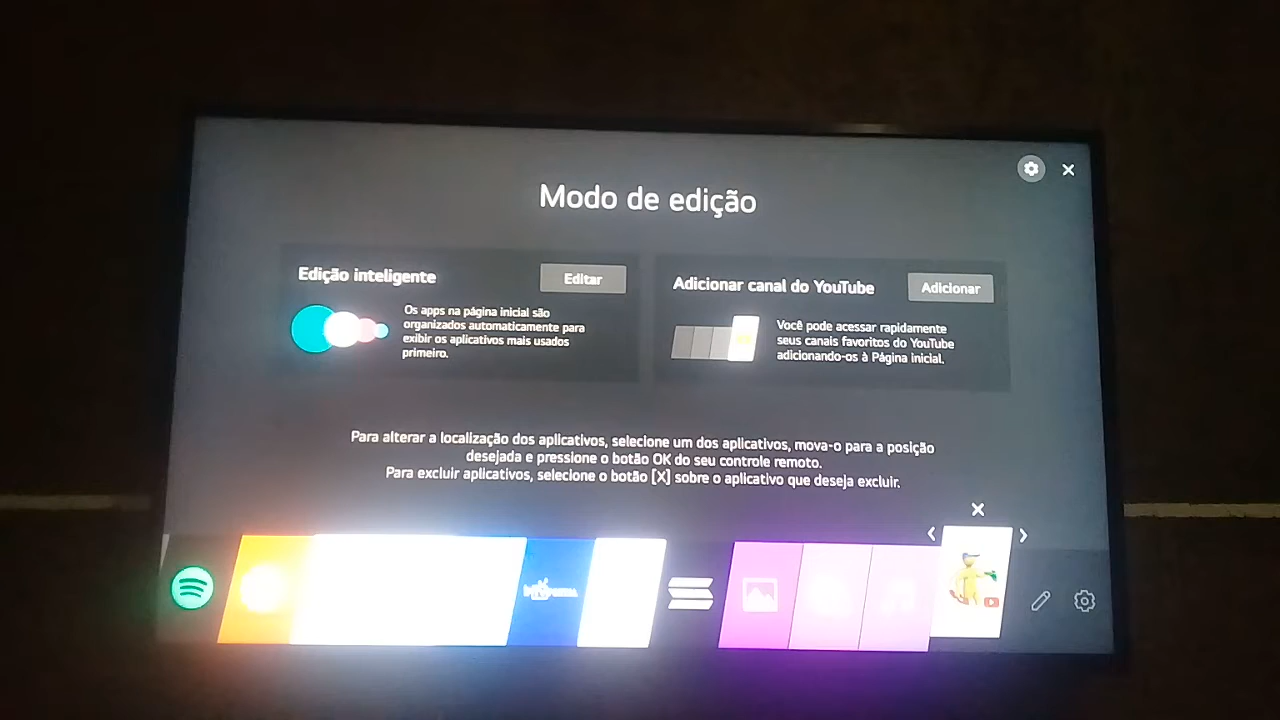 Modo de edição
Edição inteligente
Editar
Os apps na página inicial são
organizados automaticamente para
exibir os aplicativos mais usados
primeiro.
Adicionar canal do YouTube
Adicionar
Você pode acessar rapidamente
seus canais favoritos do YouTube
adicionando-os à Página inicial.
Para alterar a localização dos aplicativos, selecione um dos aplicativos, mova-o para a posição
desejada e pressione o botão OK do seu controle remoto.
Para excluir aplicativos, selecione o botão [X] sobre o aplicativo que deseja excluir.